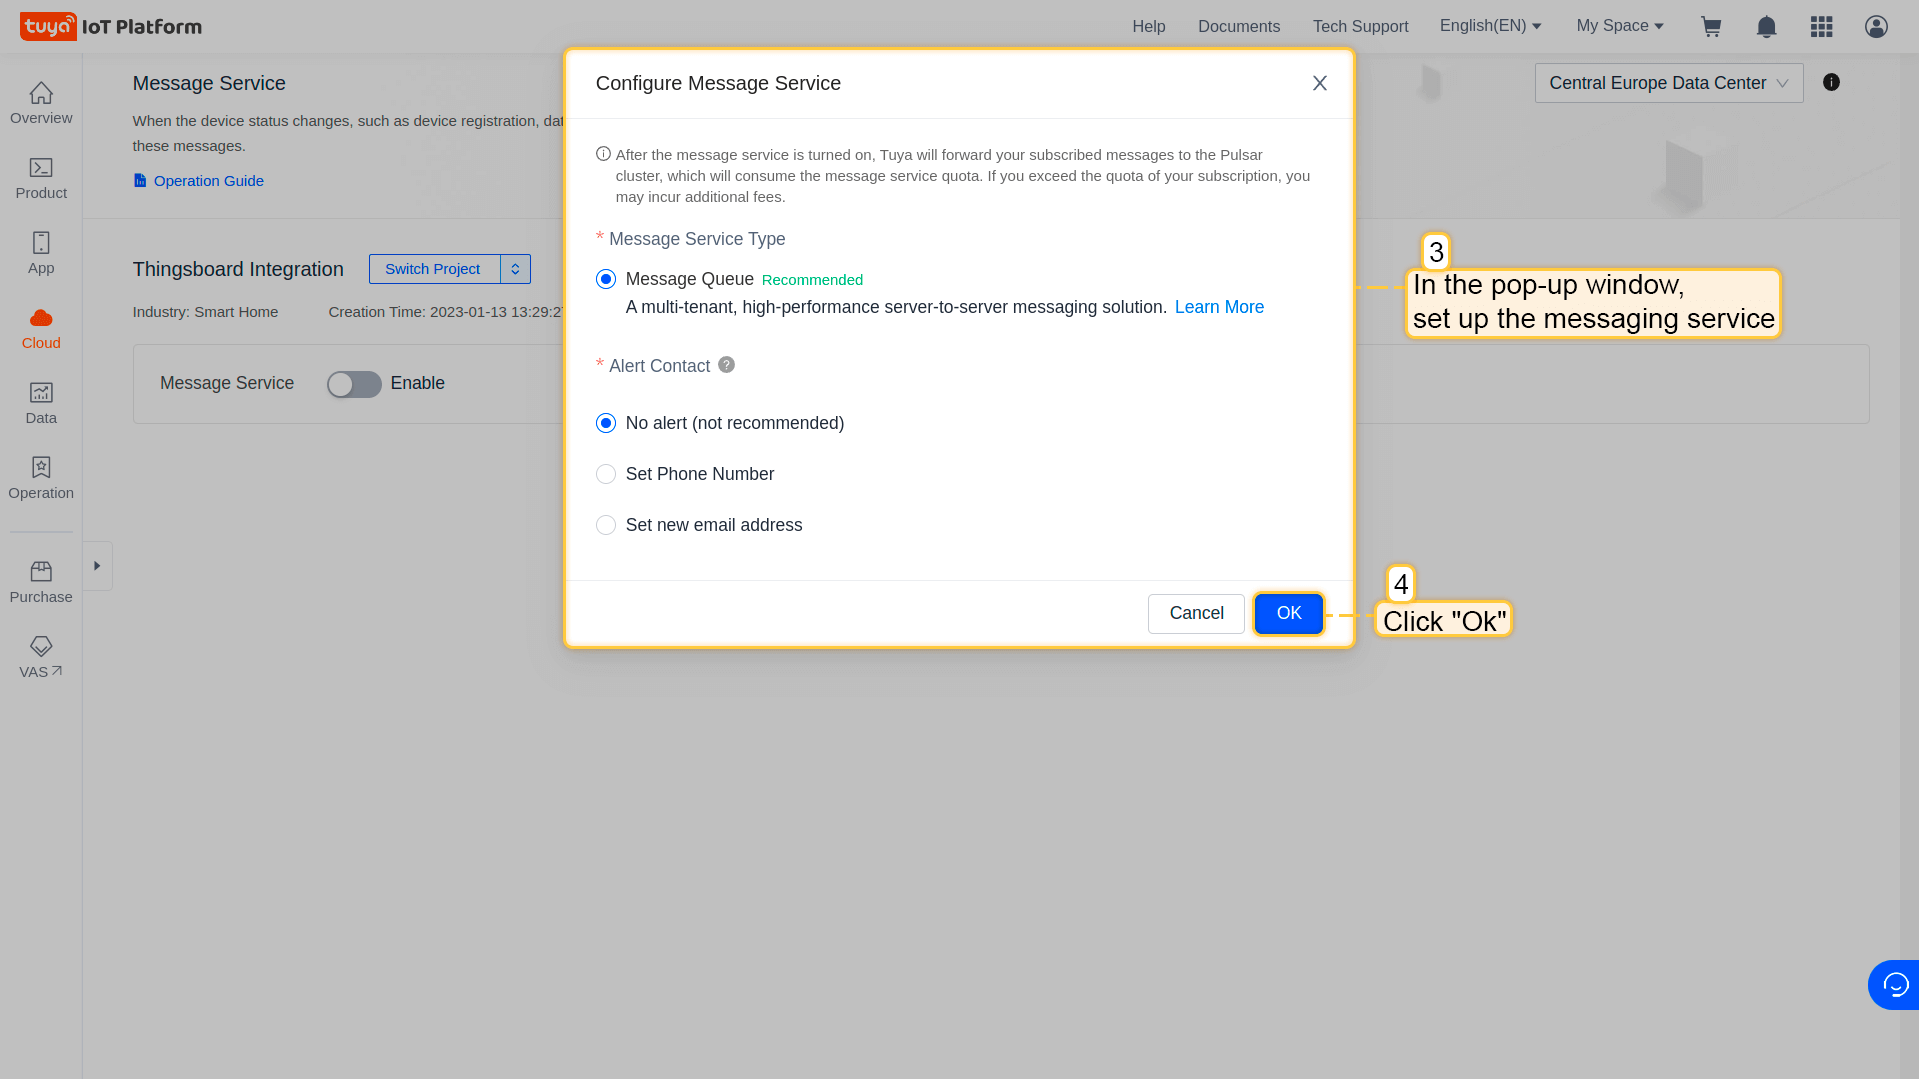 tuya IoT Platform
Help
Documents
Tech Support
English(EN)
My Space
Overview
Product
App
Cloud
Data
Operation
Purchase
VAS
Message Service
When the device status changes, such as device registration, dat
these messages.
Operation Guide
Central Europe Data Center
Thingsboard Integration
Switch Project
Industry: Smart Home
Creation Time: 2023-01-13 13:29:27
Message Service
Enable
Configure Message Service
After the message service is turned on, Tuya will forward your subscribed messages to the Pulsar
cluster, which will consume the message service quota. If you exceed the quota of your subscription, you
may incur additional fees.
* Message Service Type
Message Queue Recommended
A multi-tenant, high-performance server-to-server messaging solution. Learn More
* Alert Contact ?
No alert (not recommended)
Set Phone Number
Set new email address
Cancel
OK
3
In the pop-up window,
set up the messaging service
4
Click "Ok"